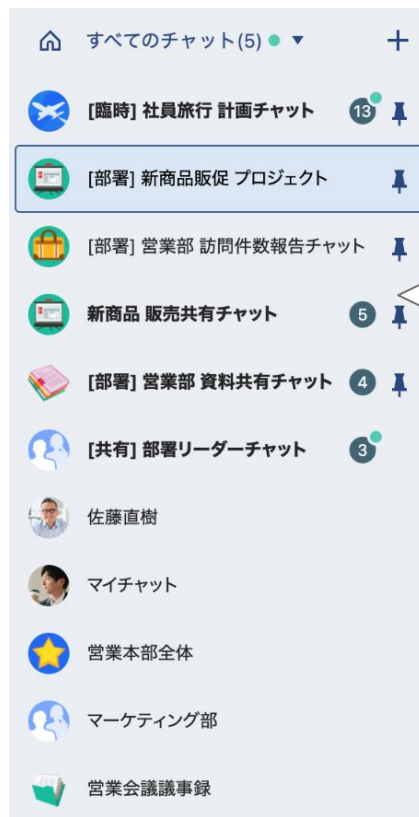 すべてのチャット(5)
[臨時] 社員旅行 計画チャット 13
[部署] 新商品販促 プロジェクト
[部署] 営業部 訪問件数報告チャット
新商品 販売共有チャット 5
[部署] 営業部 資料共有チャット 4
[共有] 部署リーダーチャット 3
佐藤直樹
マイチャット
営業本部全体
マーケティング部
営業会議議事録